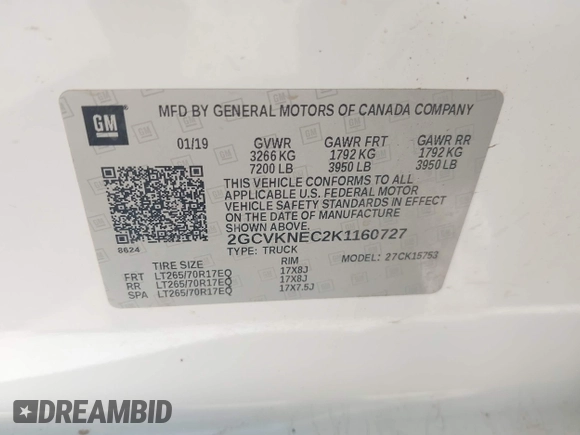 GM
MFD BY GENERAL MOTORS OF CANADA COMPANY
01/19 GVWR GAWR FRT GAWR RR
3266 KG 1792 KG 1792 KG
7200 LB 3950 LB 3950 LB
THIS VEHICLE CONFORMS TO ALL
APPLICABLE U.S. FEDERAL MOTOR
VEHICLE SAFETY STANDARDS IN EFFECT
ON THE DATE OF MANUFACTURE
SHOWN ABOVE.
2GCVKNEC2K1160727
8624
TYPE: TRUCK MODEL: 27CK15753
TIRE SIZE RIM
FRT LT265/70R17EQ 17X8J
RR LT265/70R17EQ 17X8J
SPA LT265/70R17EQ 17X7.5J
DREAMBID